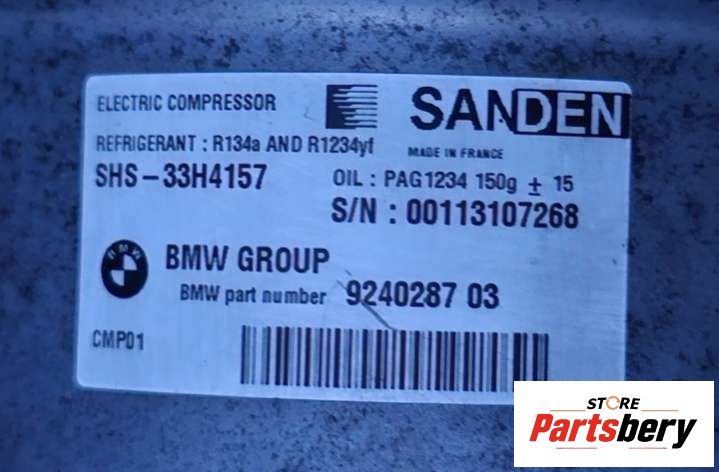 ELECTRIC COMPRESSOR
SANDEN
REFRIGERANT : R134a AND R1234yf
MADE IN FRANCE
SHS-33H4157
OIL : PAG1234 150g ± 15
S/N : 00113107268
BMW
BMW GROUP
BMW part number 9240287 03
CMP01
STORE
Partsbery